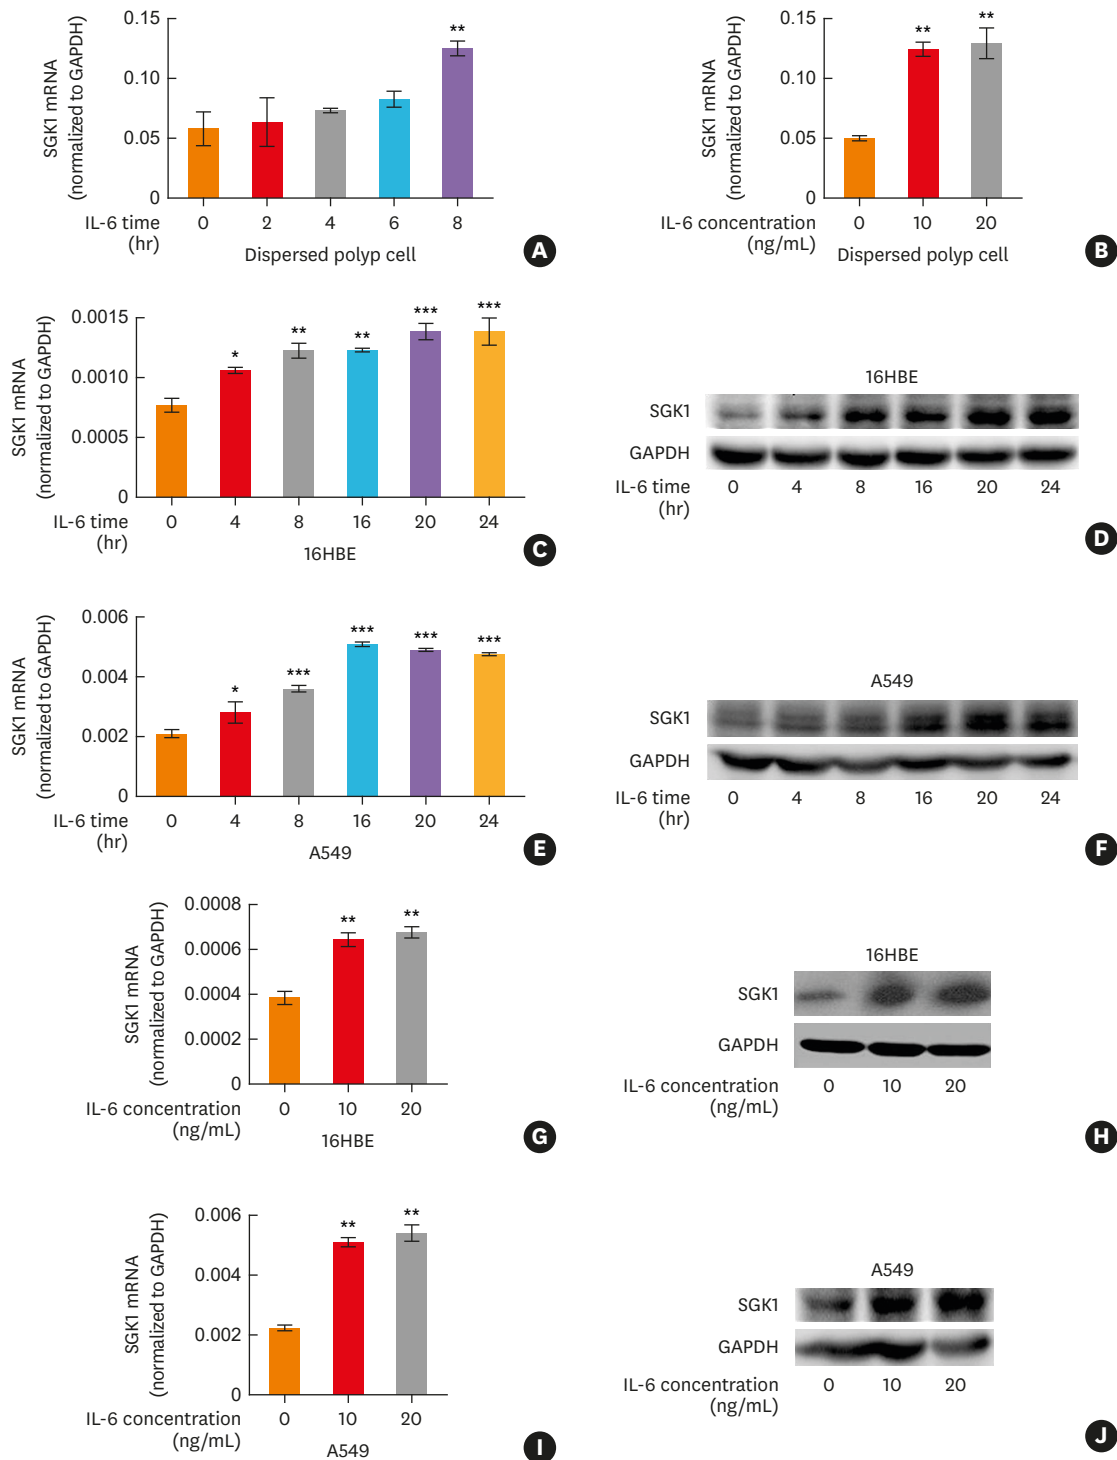 SGK1 mRNA
(normalized to GAPDH)
0.15
0.10
0.05
0
**
IL-6 time
(hr)
0 2 4 6 8
Dispersed polyp cell
A
SGK1 mRNA
(normalized to GAPDH)
0.15
0.10
0.05
0
** **
IL-6 concentration
(ng/mL)
0 10 20
Dispersed polyp cell
B
SGK1 mRNA
(normalized to GAPDH)
0.0015
0.0010
0.0005
0
* ** ** *** ***
IL-6 time
(hr)
0 4 8 16 20 24
16HBE
C
16HBE
SGK1
GAPDH
IL-6 time
(hr)
0 4 8 16 20 24
D
SGK1 mRNA
(normalized to GAPDH)
0.006
0.004
0.002
0
* *** *** *** ***
IL-6 time
(hr)
0 4 8 16 20 24
A549
E
A549
SGK1
GAPDH
IL-6 time
(hr)
0 4 8 16 20 24
F
SGK1 mRNA
(normalized to GAPDH)
0.0008
0.0006
0.0004
0.0002
0
** **
IL-6 concentration
(ng/mL)
0 10 20
16HBE
G
16HBE
SGK1
GAPDH
IL-6 concentration
(ng/mL)
0 10 20
H
SGK1 mRNA
(normalized to GAPDH)
0.006
0.004
0.002
0
** **
IL-6 concentration
(ng/mL)
0 10 20
A549
I
A549
SGK1
GAPDH
IL-6 concentration
(ng/mL)
0 10 20
J